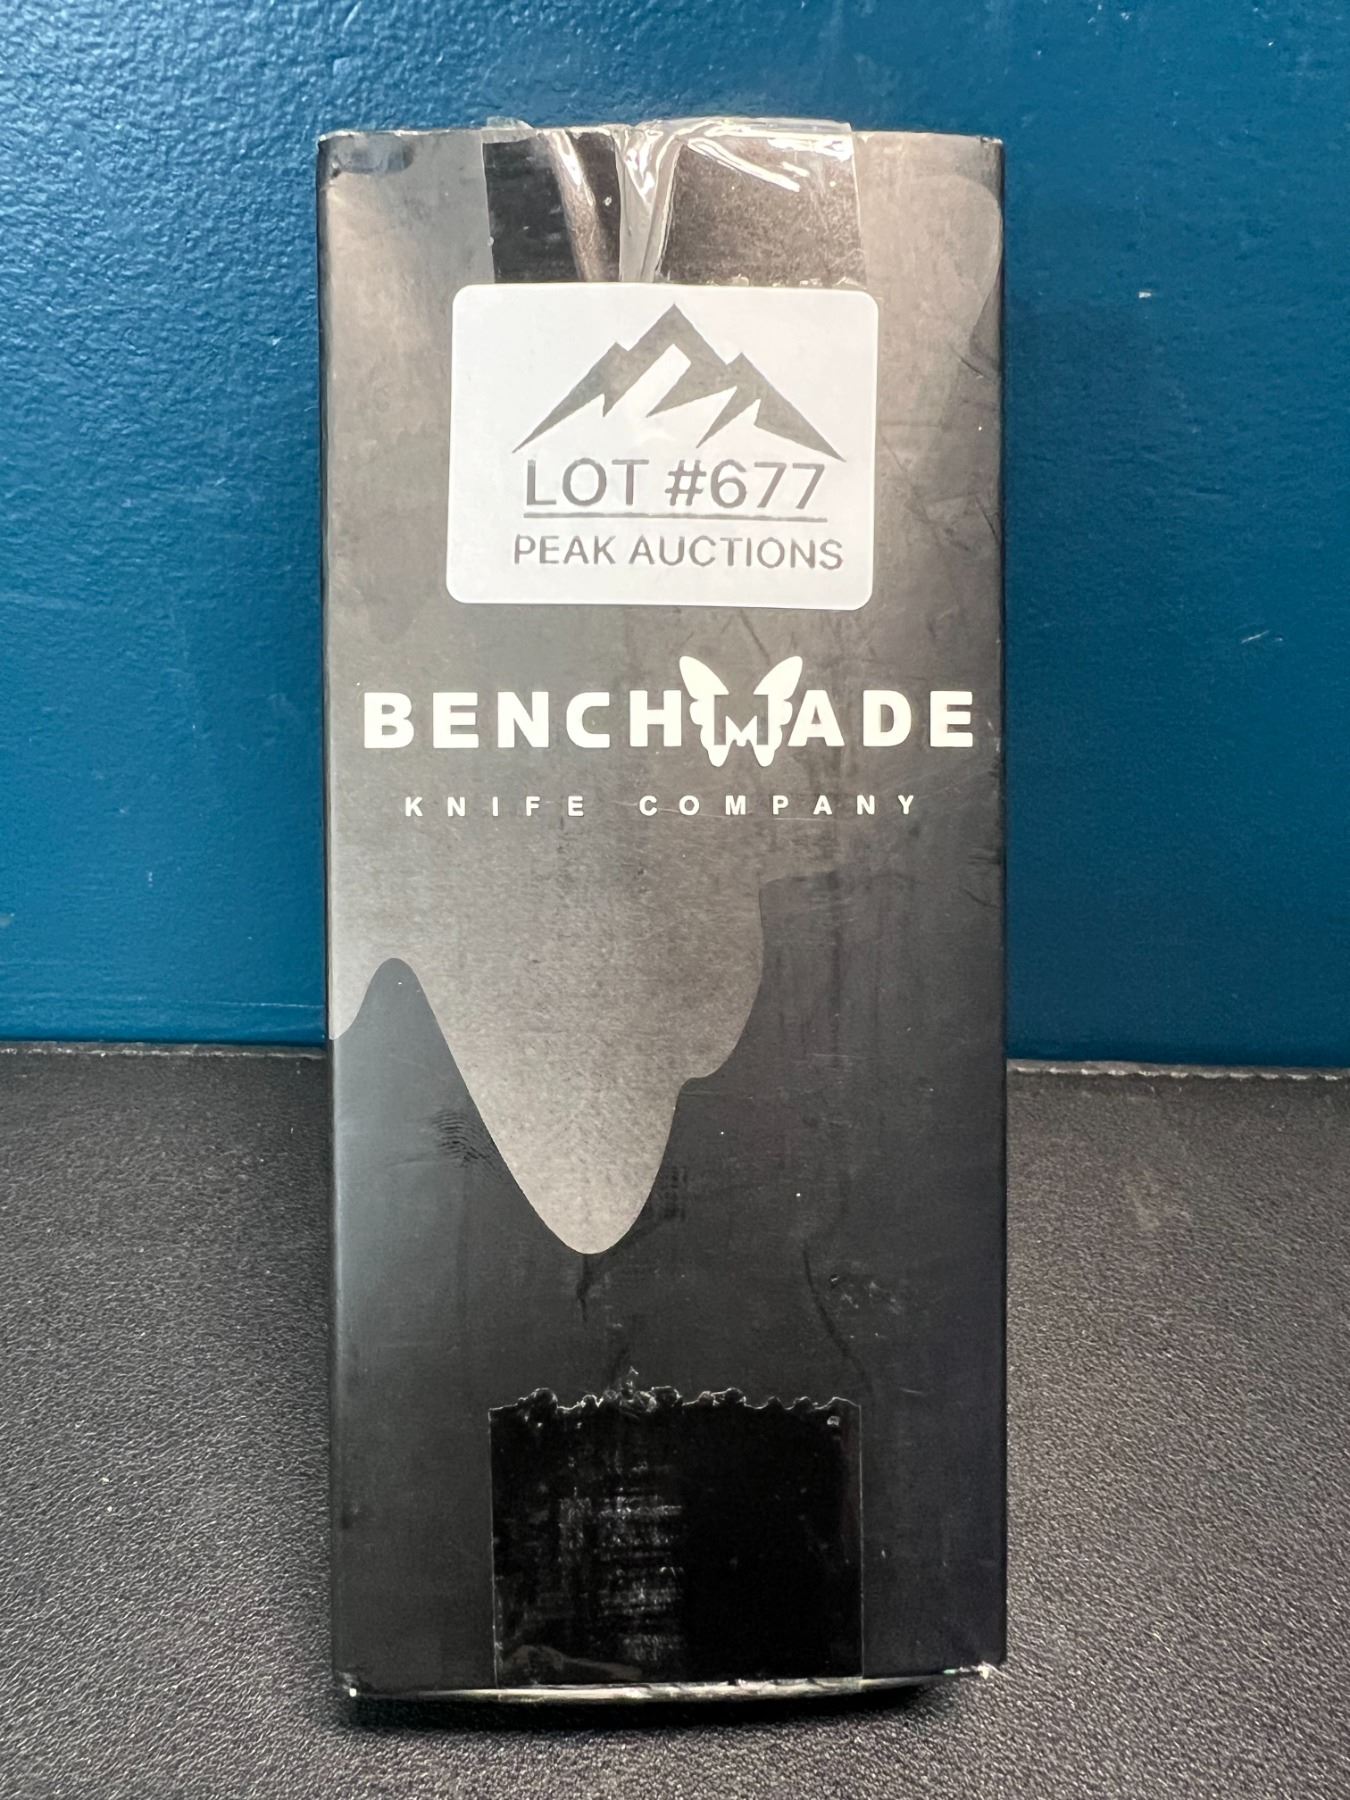 LOT #677
PEAK AUCTIONS
BENCHMADE
KNIFE COMPANY